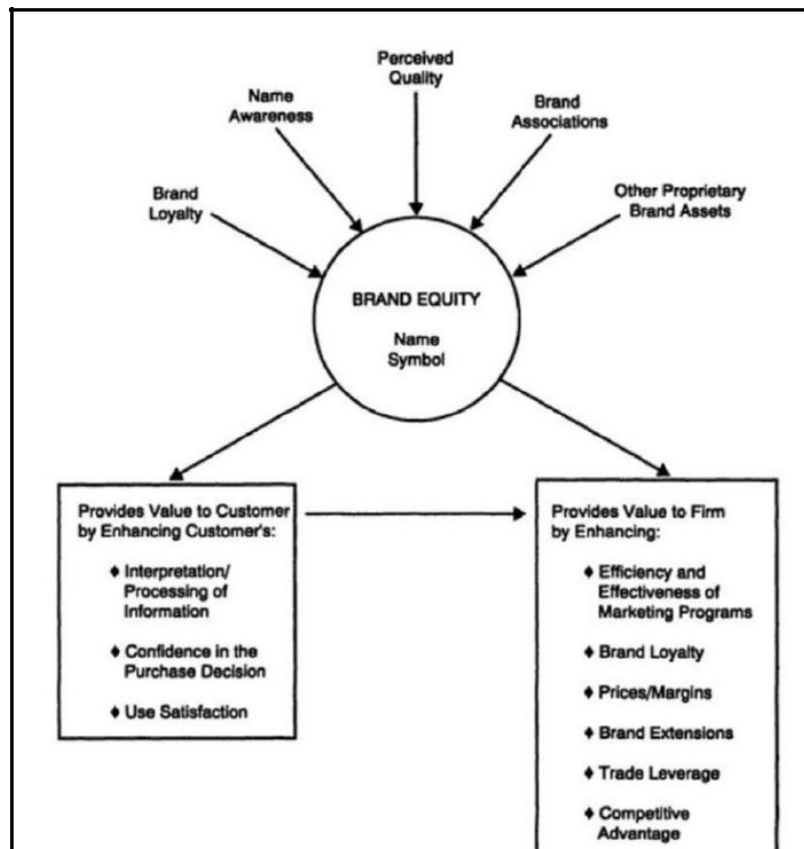 Perceived
Quality
Name
Awareness
Brand
Associations
Brand
Loyalty
Other Proprietary
Brand Assets
BRAND EQUITY
Name
Symbol
Provides Value to Customer
by Enhancing Customer's:
♦ Interpretation/
Processing of
Information
♦ Confidence in the
Purchase Decision
♦ Use Satisfaction
Provides Value to Firm
by Enhancing:
♦ Efficiency and
Effectiveness of
Marketing Programs
♦ Brand Loyalty
♦ Prices/Margins
♦ Brand Extensions
♦ Trade Leverage
♦ Competitive
Advantage